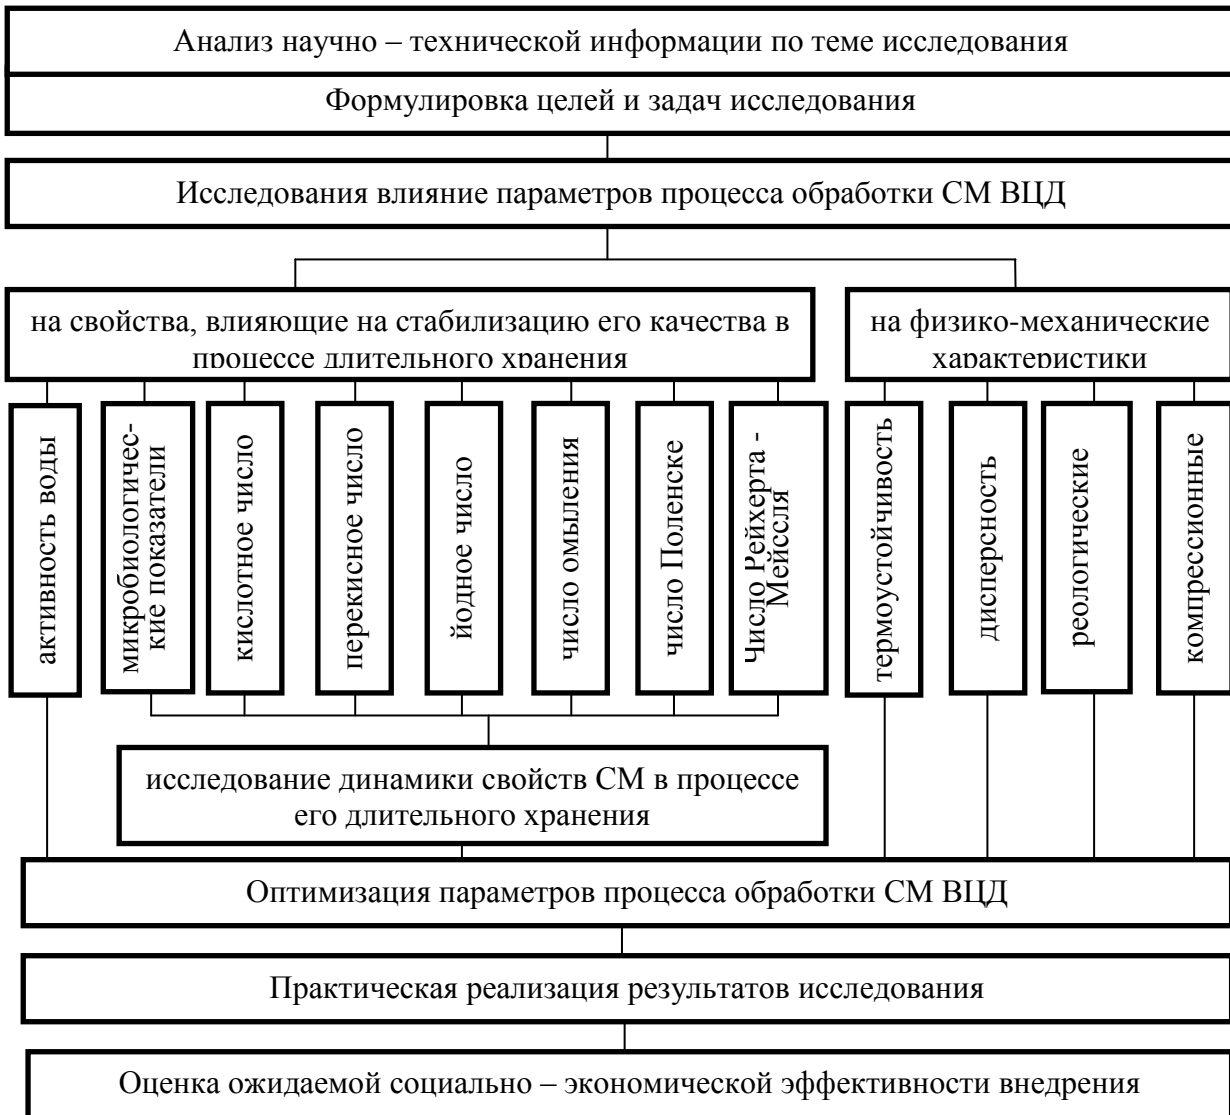 Анализ научно – технической информации по теме исследования
Формулировка целей и задач исследования
Исследования влияние параметров процесса обработки СМ ВЦД
на свойства, влияющие на стабилизацию его качества в
процессе длительного хранения
на физико-механические
характеристики
активность воды
микробиологичес-
кие показатели
кислотное число
перекисное число
йодное число
число омыления
число Поленске
Число Рейхерта -
Мейссля
термоустойчивость
дисперсность
реологические
компрессионные
исследование динамики свойств СМ в процессе
его длительного хранения
Оптимизация параметров процесса обработки СМ ВЦД
Практическая реализация результатов исследования
Оценка ожидаемой социально – экономической эффективности внедрения